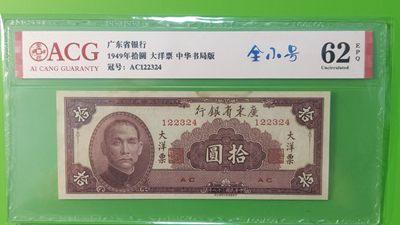 ACG
AI CANG GUARANTY
广东省银行
1949年拾圆 大洋票 中华书局版
冠号: AC122324
全小号
62
EPQ
Uncirculated
拾
行銀省東廣
拾
122324
122324
大洋票
圓拾
大洋票
AC
AC
拾
拾